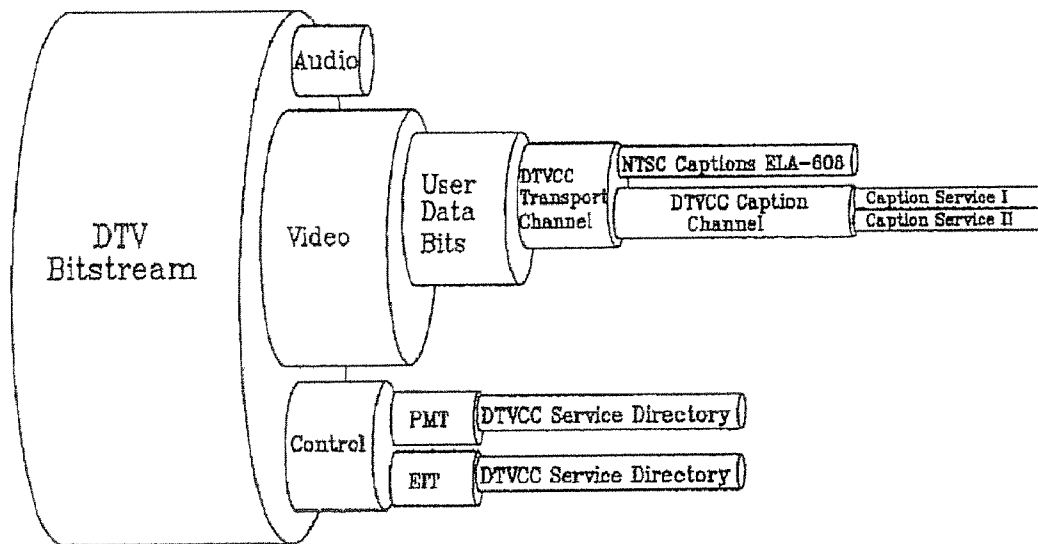 Audio
DTV
Bitstream
Video
User
Data
Bits
DTVCC
Transport
Channel
NTSC Captions ELA-608
DTVCC Caption
Channel
Caption Service I
Caption Service II
Control
PMT
DTVCC Service Directory
EIT
DTVCC Service Directory